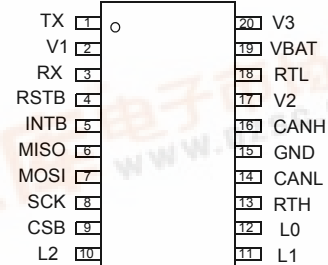 TX 1 20 V3
V1 2 19 VBAT
RX 3 18 RTL
RSTB 4 17 V2
INTB 5 16 CANH
MISO 6 15 GND
MOSI 7 14 CANL
SCK 8 13 RTH
CSB 9 12 L0
L2 10 11 L1